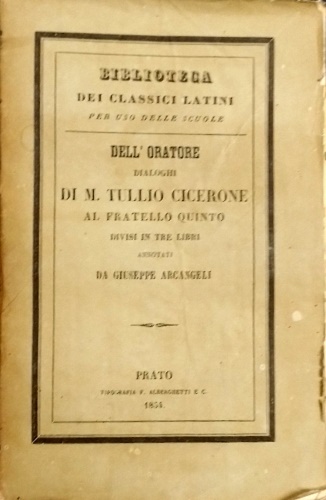 BIBLIOTECA
DEI CLASSICI LATINI
PER USO DELLE SCUOLE
DELL' ORATORE
DIALOGHI
DI M. TULLIO CICERONE
AL FRATELLO QUINTO
DIVISI IN TRE LIBRI
ANNOTATI
DA GIUSEPPE ARCANGELI
PRATO
TIPOGRAFIA F. ALBERGHETTI E C.
1854.